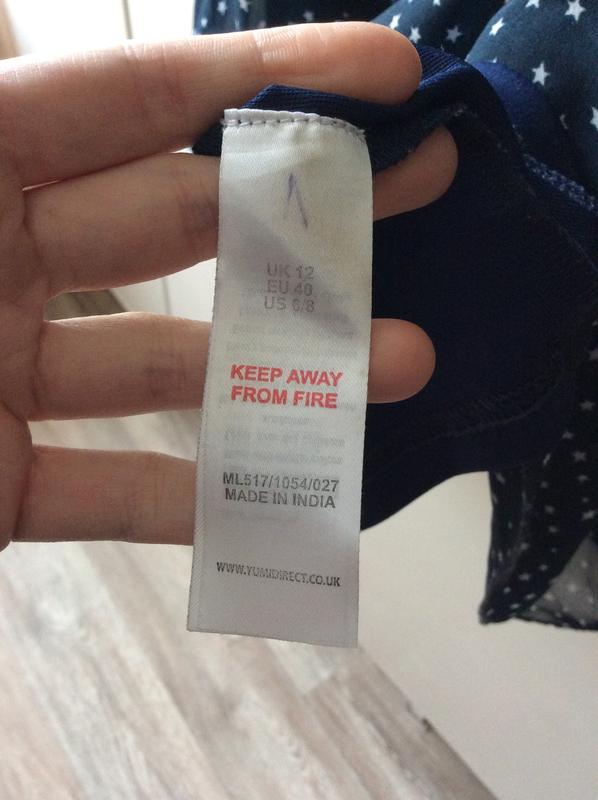 UK 12
EU 40
US 6/8
KEEP AWAY
FROM FIRE
ML517/1054/027
MADE IN INDIA
WWW.YUMIDIRECT.CO.UK